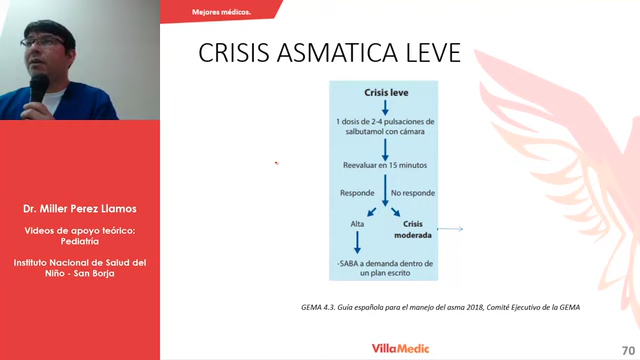 Mejores médicos.
CRISIS ASMATICA LEVE
Crisis leve
1 dosis de 2-4 pulsaciones de
salbutamol con cámara
Reevaluar en 15 minutos
Responde
No responde
Alta
Crisis
moderada
-SABA a demanda dentro de
un plan escrito
Dr. Miller Perez Llamos
Videos de apoyo teórico:
Pediatría
Instituto Nacional de Salud del
Niño - San Borja
GEMA 4.3. Guía española para el manejo del asma 2018, Comité Ejecutivo de la GEMA
VillaMedic
70